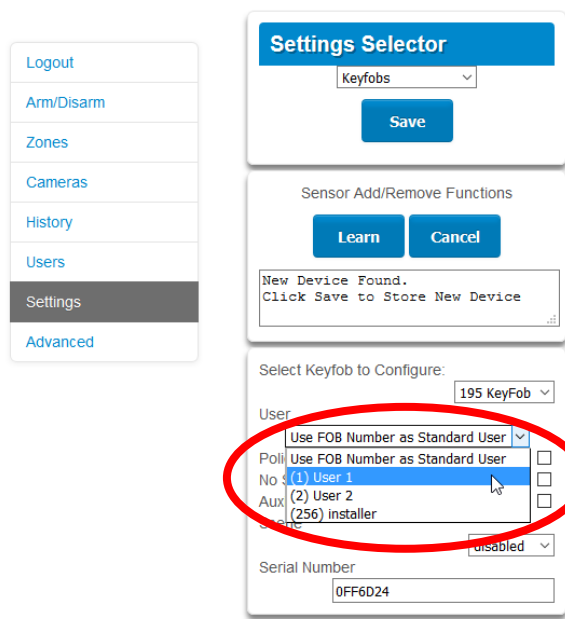 Logout
Arm/Disarm
Zones
Cameras
History
Users
Settings
Advanced
Settings Selector
Keyfobs
Save
Sensor Add/Remove Functions
Learn Cancel
New Device Found.
Click Save to Store New Device
Select Keyfob to Configure:
195 KeyFob
User
Use FOB Number as Standard User
Use FOB Number as Standard User
(1) User 1
No
(2) User 2
Aux
(256) installer
disabled
Serial Number
0FF6D24